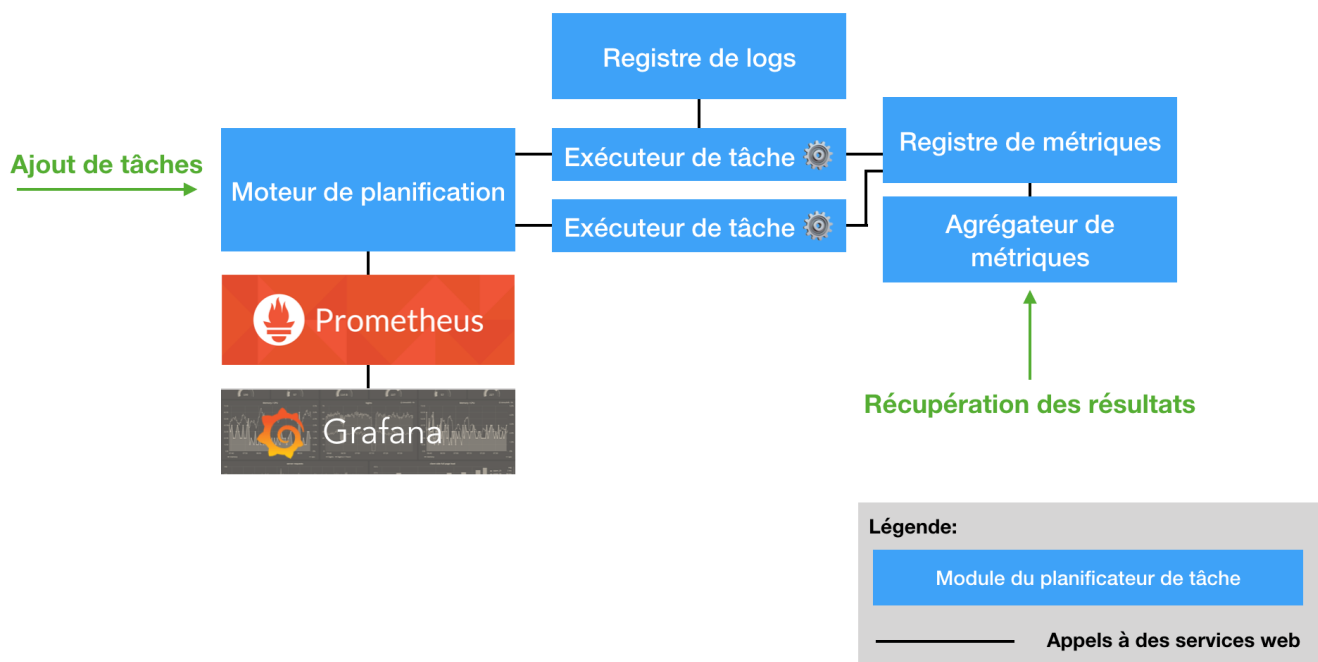 Registre de logs
Ajout de tâches
Moteur de planification
Exécuteur de tâche
Exécuteur de tâche
Registre de métriques
Agrégateur de
métriques
Prometheus
Grafana
Récupération des résultats
Légende:
Module du planificateur de tâche
Appels à des services web